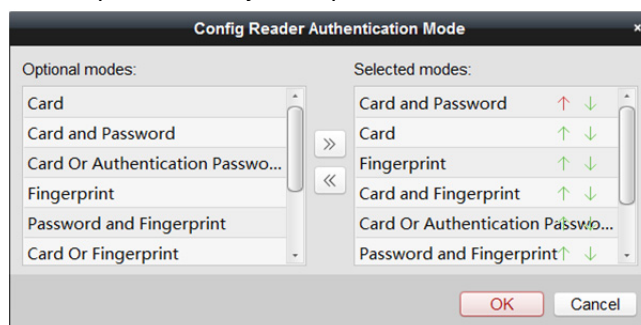 Config Reader Authentication Mode
Optional modes:
Card
Card and Password
Card Or Authentication Passwo...
Fingerprint
Password and Fingerprint
Card Or Fingerprint
Selected modes:
Card and Password
Card
Fingerprint
Card and Fingerprint
Card Or Authentication Passwo...
Password and Fingerprint
OK
Cancel